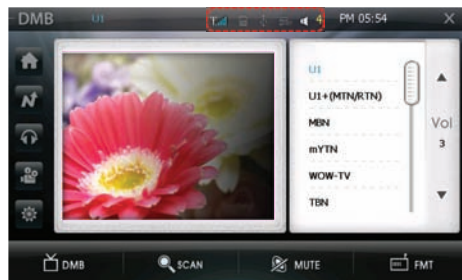 DMB U1 4 PM 05:54 X
U1
U1+(MTN/RTN)
MBN
mYTN
WOW-TV
TBN
Vol
3
DMB SCAN MUTE FMT